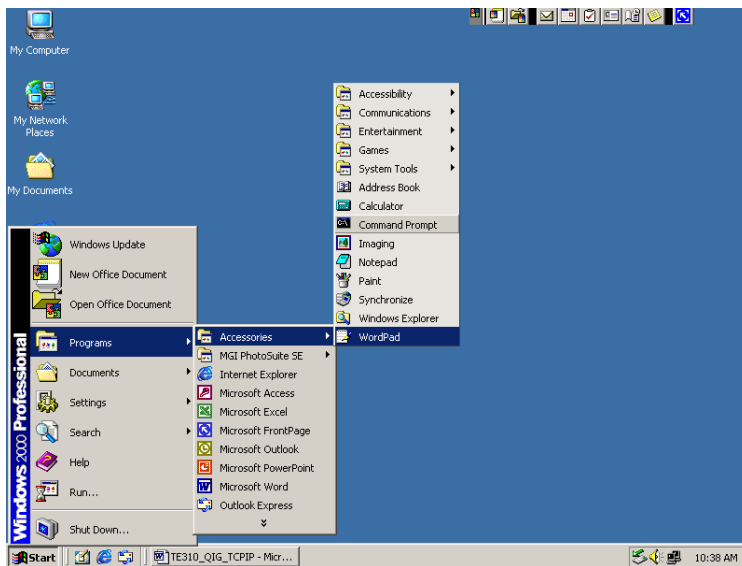 My Computer
My Network
Places
My Documents
Accessibility
Communications
Entertainment
Games
System Tools
Address Book
Calculator
Command Prompt
Imaging
Notepad
Paint
Synchronize
Windows Explorer
WordPad
Windows 2000 Professional
Windows Update
New Office Document
Open Office Document
Programs
Documents
Settings
Search
Help
Run...
Shut Down...
Accessories
MGI PhotoSuite SE
Internet Explorer
Microsoft Access
Microsoft Excel
Microsoft FrontPage
Microsoft Outlook
Microsoft PowerPoint
Microsoft Word
Outlook Express
Start
TE310_QIG_TCPIP - Micr...
10:38 AM